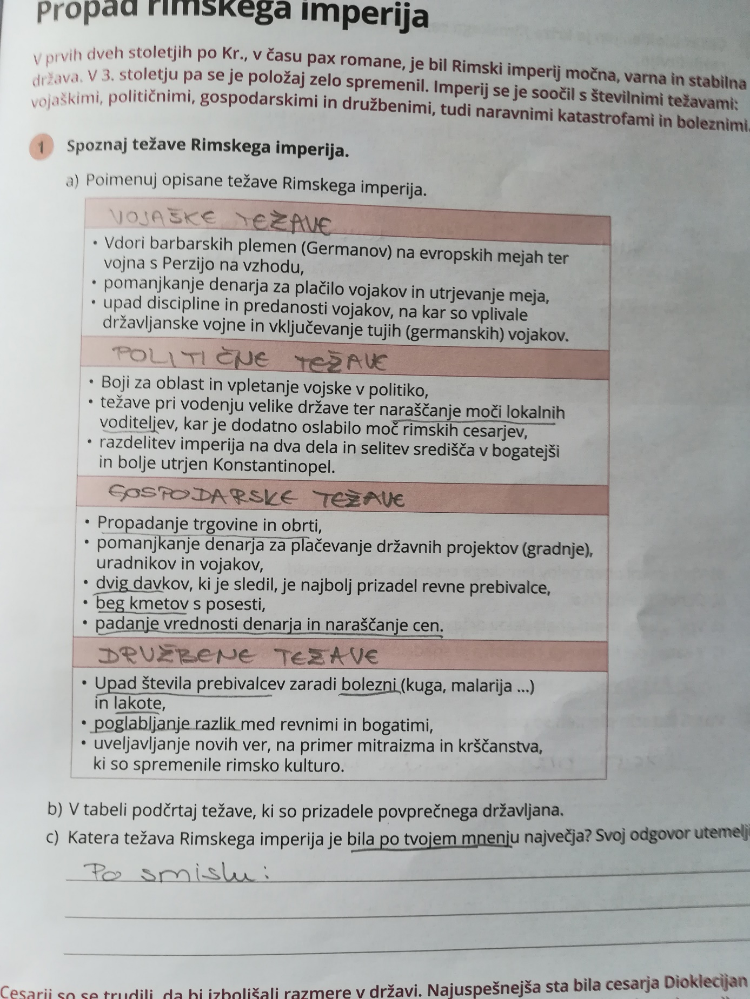 Propad rimskega imperija
V prvih dveh stoletjih po Kr., v času pax romane, je bil Rimski imperij močna, varna in stabilna
država. V 3. stoletju pa se je položaj zelo spremenil. Imperij se je soočil s številnimi težavami:
vojaškimi, političnimi, gospodarskimi in družbenimi, tudi naravnimi katastrofami in boleznimi.
1 Spoznaj težave Rimskega imperija.
a) Poimenuj opisane težave Rimskega imperija.
VOJAŠKE TEŽAVE
• Vdori barbarskih plemen (Germanov) na evropskih mejah ter
vojna s Perzijo na vzhodu,
• pomanjkanje denarja za plačilo vojakov in utrjevanje meja,
• upad discipline in predanosti vojakov, na kar so vplivale
državljanske vojne in vključevanje tujih (germanskih) vojakov.
POLITIČNE TEŽAVE
• Boji za oblast in vpletanje vojske v politiko,
• težave pri vodenju velike države ter naraščanje moči lokalnih
voditeljev, kar je dodatno oslabilo moč rimskih cesarjev,
• razdelitev imperija na dva dela in selitev središča v bogatejši
in bolje utrjen Konstantinopel.
GOSPODARSKE TEŽAVE
• Propadanje trgovine in obrti,
• pomanjkanje denarja za plačevanje državnih projektov (gradnje),
uradnikov in vojakov,
• dvig davkov, ki je sledil, je najbolj prizadel revne prebivalce,
• beg kmetov s posesti,
• padanje vrednosti denarja in naraščanje cen.
DRUŽBENE TEŽAVE
• Upad števila prebivalcev zaradi bolezni (kuga, malarija ...)
in lakote,
• poglabljanje razlik med revnimi in bogatimi,
• uveljavljanje novih ver, na primer mitraizma in krščanstva,
ki so spremenile rimsko kulturo.
b) V tabeli podčrtaj težave, ki so prizadele povprečnega državljana.
c) Katera težava Rimskega imperija je bila po tvojem mnenju največja? Svoj odgovor utemelji
Po smislu:
Cesarji so se trudili, da bi izboljšali razmere v državi. Najuspešnejša sta bila cesarja Dioklecijan